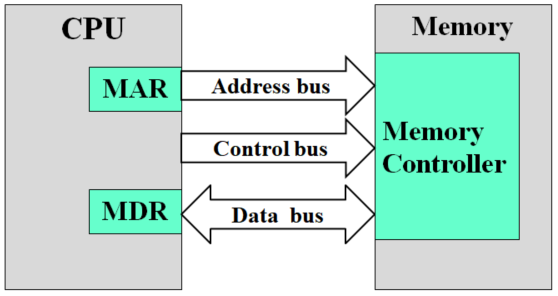 CPU
Memory
MAR
Address bus
Control bus
Memory
Controller
MDR
Data bus